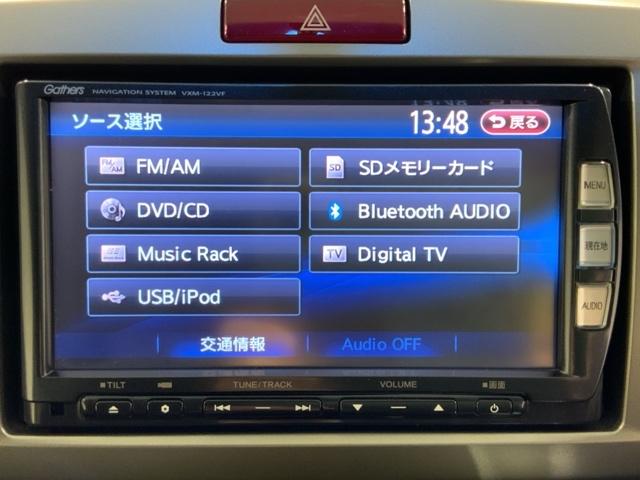 Gathers NAVIGATION SYSTEM VXM-122VF
ソース選択
13:48
戻る
FM/AM
SDメモリーカード
DVD/CD
Bluetooth AUDIO
Music Rack
TV
Digital TV
USB/iPod
交通情報
Audio OFF
MENU
現在地
AUDIO
TILT
TUNE/TRACK
VOLUME
画面